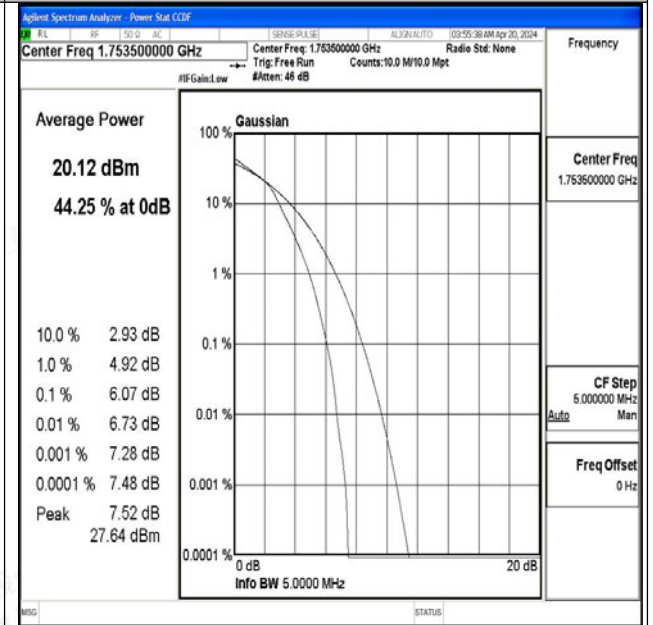 Agilent Spectrum Analyzer - Power Stat CCDF
RL RF 50 Ω AC SENSE:PULSE ALIGN AUTO 03:55:38 AM Apr 20, 2024
Center Freq 1.753500000 GHz
Center Freq: 1.753500000 GHz Radio Std: None
Trig: Free Run Counts:10.0 M/10.0 Mpt
#IFGain:Low #Atten: 46 dB
Frequency
Average Power
20.12 dBm
44.25 % at 0dB
10.0 % 2.93 dB
1.0 % 4.92 dB
0.1 % 6.07 dB
0.01 % 6.73 dB
0.001 % 7.28 dB
0.0001 % 7.48 dB
Peak 7.52 dB
27.64 dBm
Gaussian
100 %
10 %
1 %
0.1 %
0.01 %
0.001 %
0.0001 %
0 dB 20 dB
Info BW 5.0000 MHz
Center Freq
1.753500000 GHz
CF Step
5.000000 MHz
Auto Man
Freq Offset
0 Hz
MSG STATUS